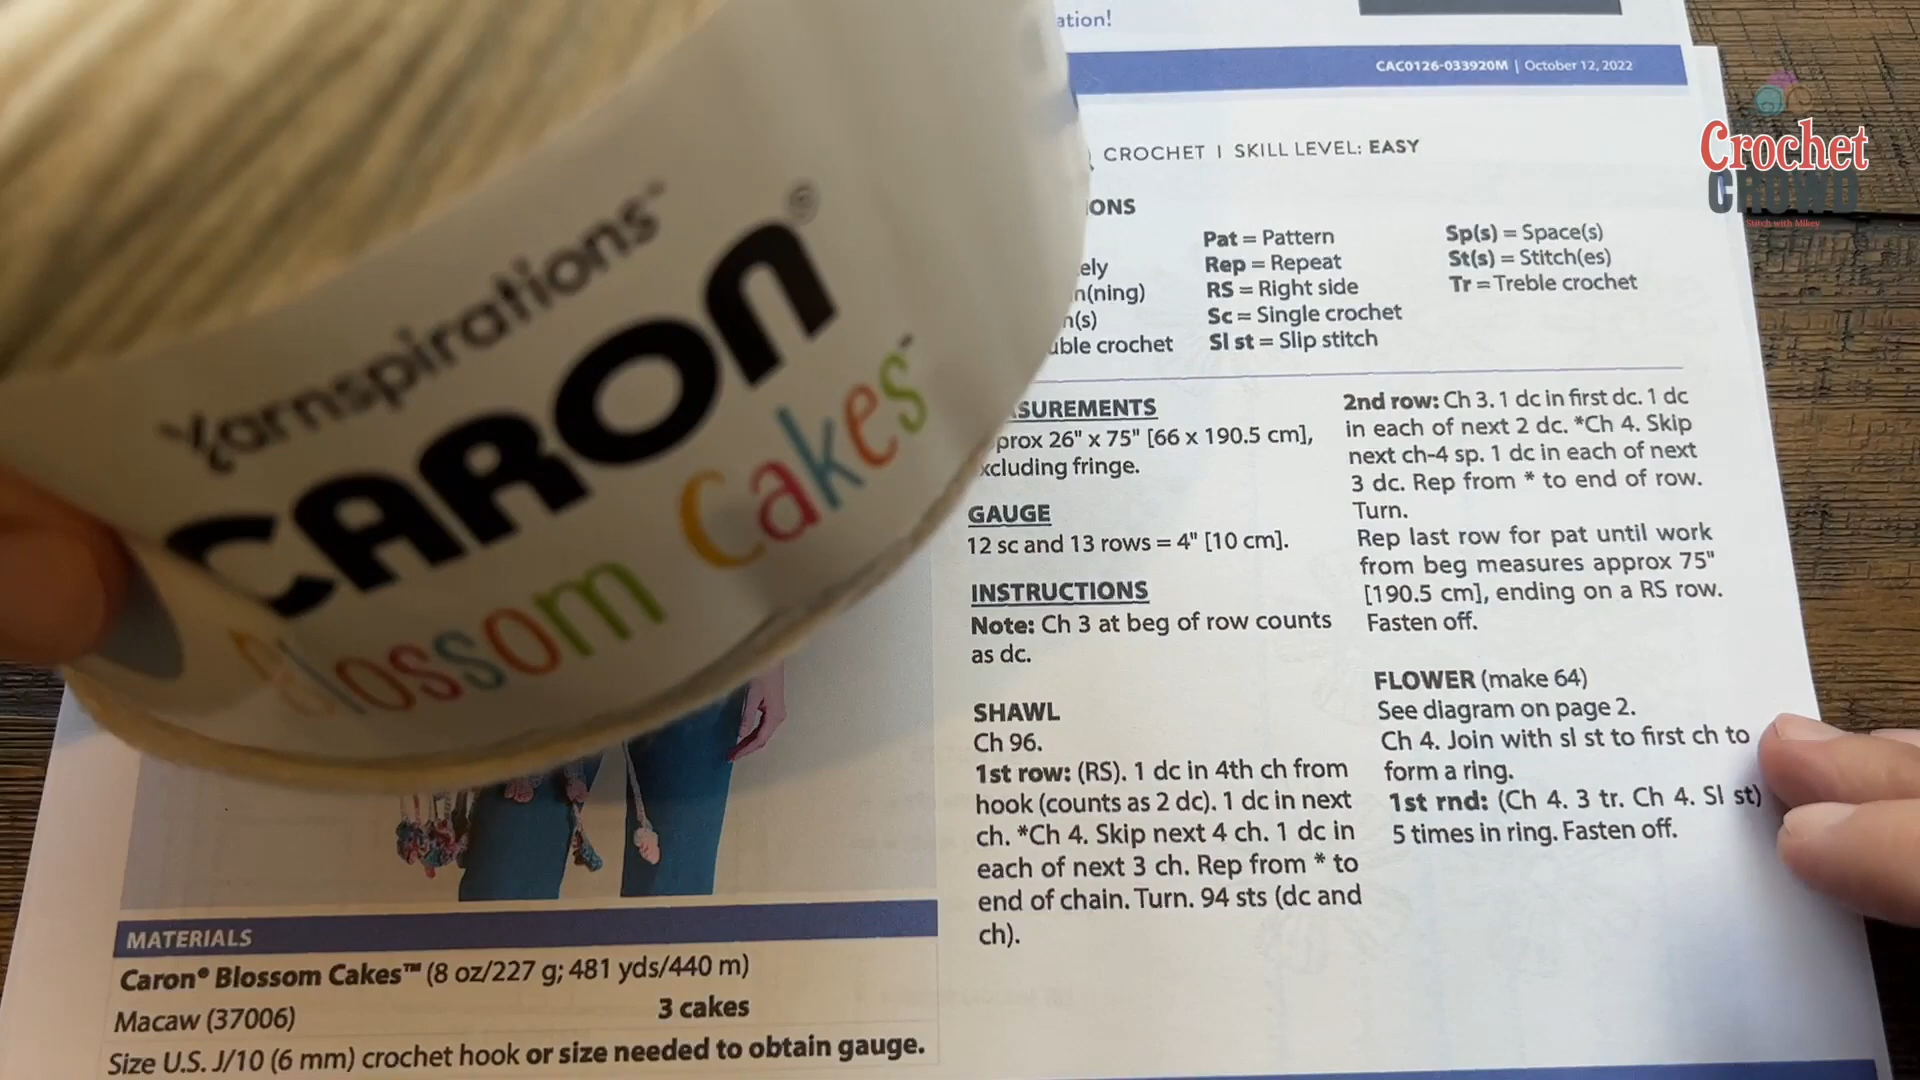 ation!
CAC0126-033920M | October 12, 2022
Crochet
CROWD
Stitch with Mikey
CROCHET | SKILL LEVEL: EASY
Pat = Pattern
Rep = Repeat
RS = Right side
Sc = Single crochet
Sl st = Slip stitch
Sp(s) = Space(s)
St(s) = Stitch(es)
Tr = Treble crochet
Yarnspirations™
CARON®
Blossom Cakes™
SUREMENTS
prox 26" x 75" [66 x 190.5 cm],
xcluding fringe.
GAUGE
12 sc and 13 rows = 4" [10 cm].
INSTRUCTIONS
Note: Ch 3 at beg of row counts
as dc.
SHAWL
Ch 96.
1st row: (RS). 1 dc in 4th ch from
hook (counts as 2 dc). 1 dc in next
ch. *Ch 4. Skip next 4 ch. 1 dc in
each of next 3 ch. Rep from * to
end of chain. Turn. 94 sts (dc and
ch).
2nd row: Ch 3. 1 dc in first dc. 1 dc
in each of next 2 dc. *Ch 4. Skip
next ch-4 sp. 1 dc in each of next
3 dc. Rep from * to end of row.
Turn.
Rep last row for pat until work
from beg measures approx 75"
[190.5 cm], ending on a RS row.
Fasten off.
FLOWER (make 64)
See diagram on page 2.
Ch 4. Join with sl st to first ch to
form a ring.
1st rnd: (Ch 4. 3 tr. Ch 4. Sl st)
5 times in ring. Fasten off.
MATERIALS
Caron® Blossom Cakes™ (8 oz/227 g; 481 yds/440 m)
Macaw (37006) 3 cakes
Size U.S. J/10 (6 mm) crochet hook or size needed to obtain gauge.